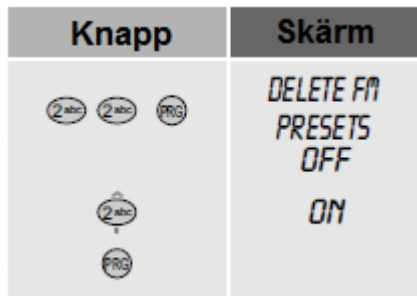 Knapp Skärm
2abc 2abc PRG DELETE FM
PRESETS
OFF
2abc ON
PRG